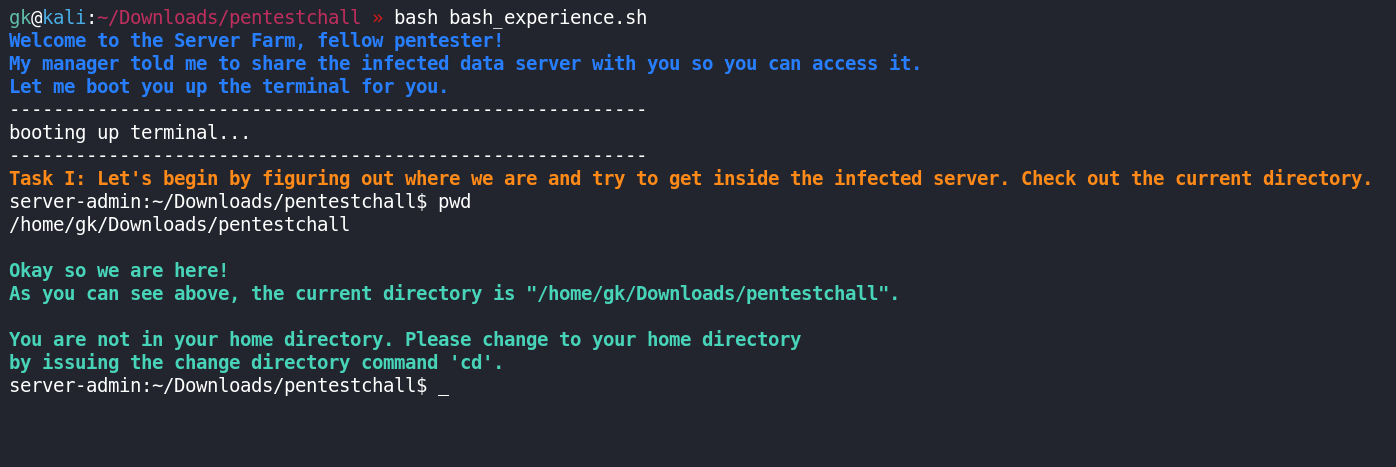 gk@kali:~/Downloads/pentestchall » bash bash_experience.sh
Welcome to the Server Farm, fellow pentester!
My manager told me to share the infected data server with you so you can access it.
Let me boot you up the terminal for you.
----------------------------------------------------------
booting up terminal...
----------------------------------------------------------
Task I: Let's begin by figuring out where we are and try to get inside the infected server. Check out the current directory.
server-admin:~/Downloads/pentestchall$ pwd
/home/gk/Downloads/pentestchall
Okay so we are here!
As you can see above, the current directory is "/home/gk/Downloads/pentestchall".
You are not in your home directory. Please change to your home directory
by issuing the change directory command 'cd'.
server-admin:~/Downloads/pentestchall$ _